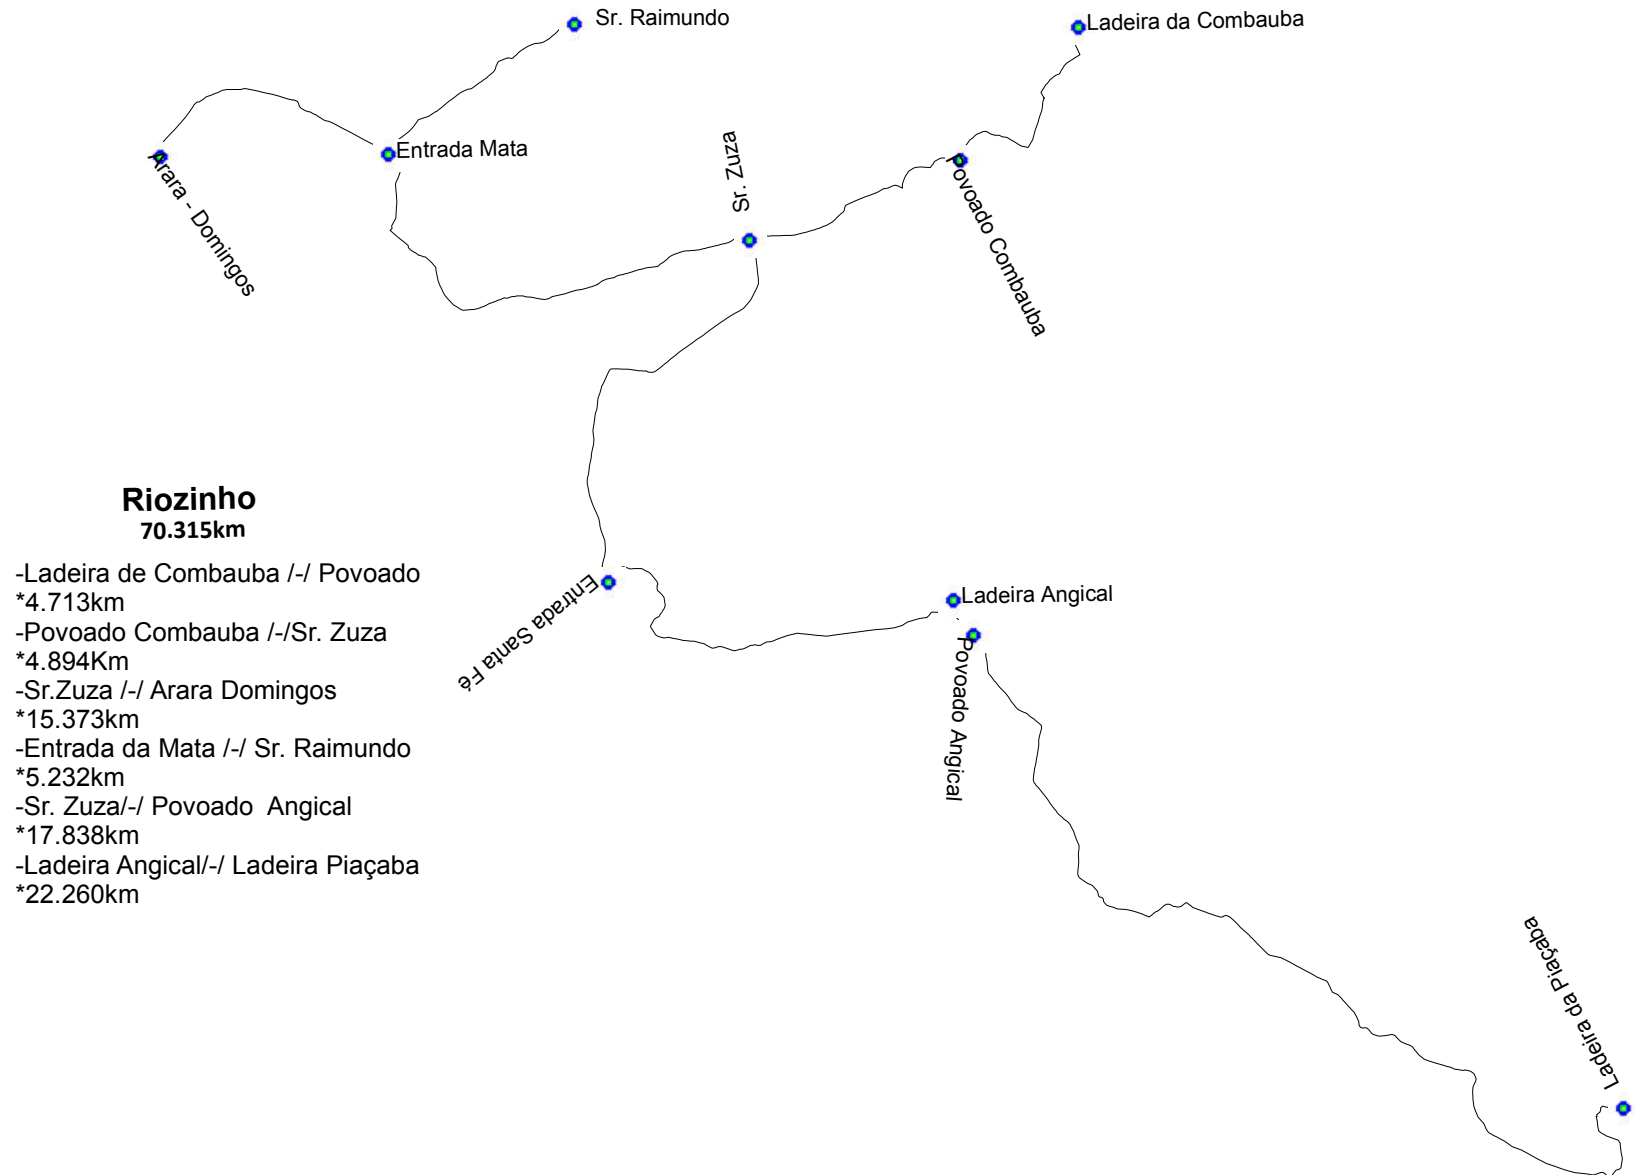 Sr. Raimundo
Ladeira da Combauba
Entrada Mata
Sr. Zuza
Arara - Domingos
Povoado Combauba
Riozinho
70.315km
-Ladeira de Combauba /-/ Povoado
*4.713km
-Povoado Combauba /-/Sr. Zuza
*4.894Km
-Sr.Zuza /-/ Arara Domingos
*15.373km
-Entrada da Mata /-/ Sr. Raimundo
*5.232km
-Sr. Zuza/-/ Povoado  Angical
*17.838km
-Ladeira Angical/-/ Ladeira Piaçaba
*22.260km
Entrada Santa Fé
Ladeira Angical
Povoado Angical
Ladeira da Piaçaba